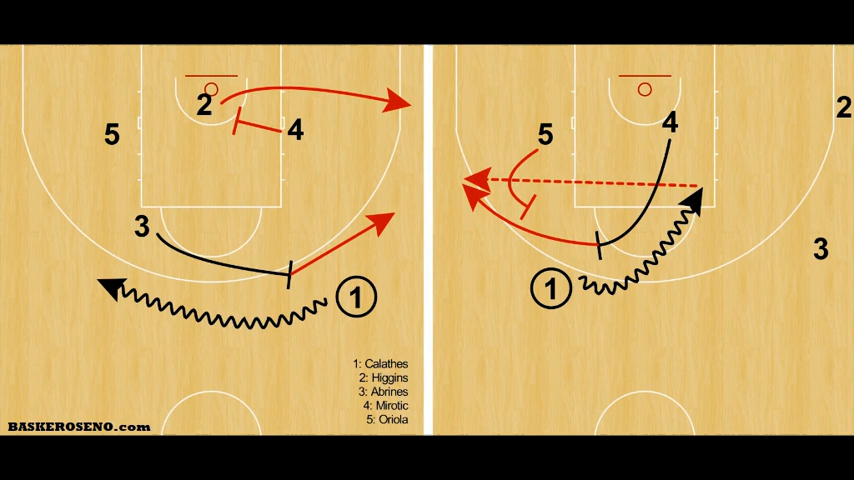 2
5
4
3
1
1: Calathes
2: Higgins
3: Abrines
4: Mirotic
5: Oriola
BASKEROSENO.com
2
4
5
3
1